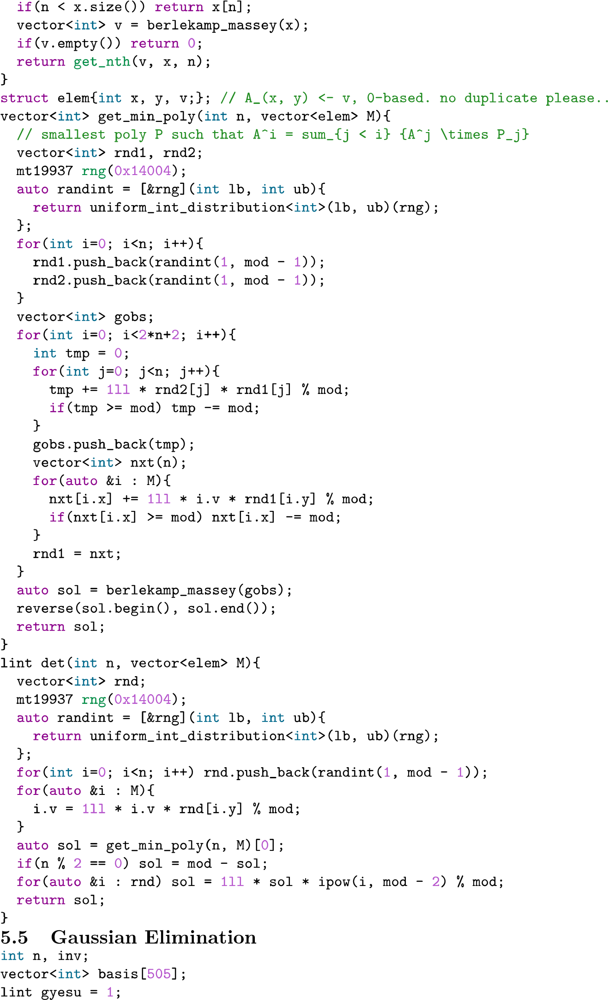 if(n < x.size()) return x[n];
  vector<int> v = berlekamp_massey(x);
  if(v.empty()) return 0;
  return get_nth(v, x, n);
}
struct elem{int x, y, v;}; // A_(x, y) <- v, 0-based. no duplicate please..
vector<int> get_min_poly(int n, vector<elem> M){
  // smallest poly P such that A^i = sum_{j < i} {A^j \times P_j}
  vector<int> rnd1, rnd2;
  mt19937 rng(0x14004);
  auto randint = [&rng](int lb, int ub){
    return uniform_int_distribution<int>(lb, ub)(rng);
  };
  for(int i=0; i<n; i++){
    rnd1.push_back(randint(1, mod - 1));
    rnd2.push_back(randint(1, mod - 1));
  }
  vector<int> gobs;
  for(int i=0; i<2*n+2; i++){
    int tmp = 0;
    for(int j=0; j<n; j++){
      tmp += 1ll * rnd2[j] * rnd1[j] % mod;
      if(tmp >= mod) tmp -= mod;
    }
    gobs.push_back(tmp);
    vector<int> nxt(n);
    for(auto &i : M){
      nxt[i.x] += 1ll * i.v * rnd1[i.y] % mod;
      if(nxt[i.x] >= mod) nxt[i.x] -= mod;
    }
    rnd1 = nxt;
  }
  auto sol = berlekamp_massey(gobs);
  reverse(sol.begin(), sol.end());
  return sol;
}
lint det(int n, vector<elem> M){
  vector<int> rnd;
  mt19937 rng(0x14004);
  auto randint = [&rng](int lb, int ub){
    return uniform_int_distribution<int>(lb, ub)(rng);
  };
  for(int i=0; i<n; i++) rnd.push_back(randint(1, mod - 1));
  for(auto &i : M){
    i.v = 1ll * i.v * rnd[i.y] % mod;
  }
  auto sol = get_min_poly(n, M)[0];
  if(n % 2 == 0) sol = mod - sol;
  for(auto &i : rnd) sol = 1ll * sol * ipow(i, mod - 2) % mod;
  return sol;
}
5.5 Gaussian Elimination
int n, inv;
vector<int> basis[505];
lint gyesu = 1;